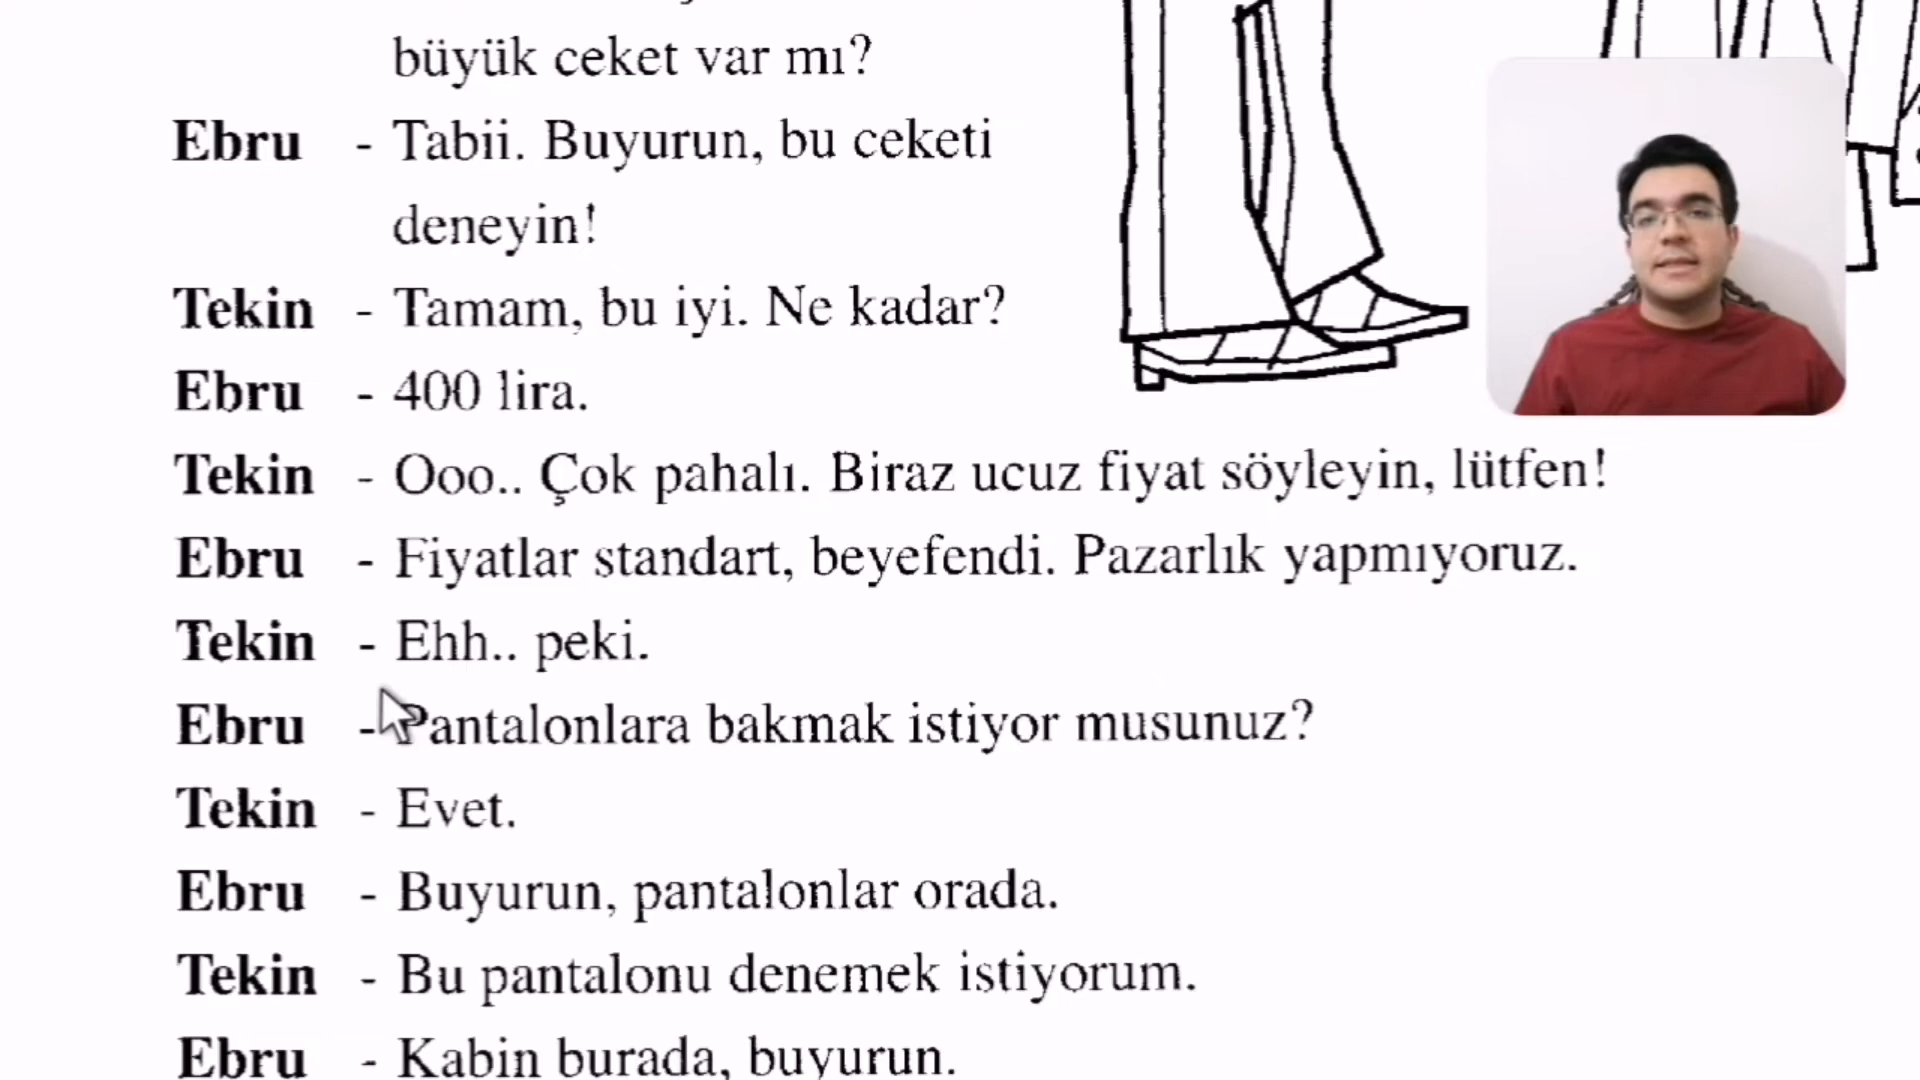 büyük ceket var mı?
Ebru - Tabii. Buyurun, bu ceketi
deneyin!
Tekin - Tamam, bu iyi. Ne kadar?
Ebru - 400 lira.
Tekin - Ooo.. Çok pahalı. Biraz ucuz fiyat söyleyin, lütfen!
Ebru - Fiyatlar standart, beyefendi. Pazarlık yapmıyoruz.
Tekin - Ehh.. peki.
Ebru - Pantalonlara bakmak istiyor musunuz?
Tekin - Evet.
Ebru - Buyurun, pantalonlar orada.
Tekin - Bu pantalonu denemek istiyorum.
Ebru - Kabin burada, buyurun.